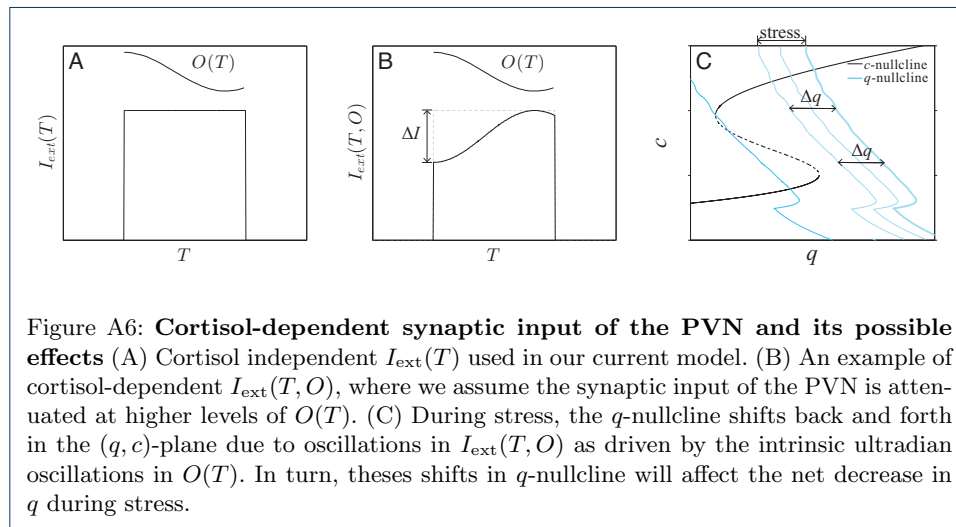 A
O(T)
I_ext(T)
T
B
O(T)
ΔI
I_ext(T, O)
T
stress
C
c-nullcline
q-nullcline
Δq
Δq
c
q
Figure A6: Cortisol-dependent synaptic input of the PVN and its possible
effects (A) Cortisol independent I_ext(T) used in our current model. (B) An example of
cortisol-dependent I_ext(T, O), where we assume the synaptic input of the PVN is atten-
uated at higher levels of O(T). (C) During stress, the q-nullcline shifts back and forth
in the (q, c)-plane due to oscillations in I_ext(T, O) as driven by the intrinsic ultradian
oscillations in O(T). In turn, theses shifts in q-nullcline will affect the net decrease in
q during stress.